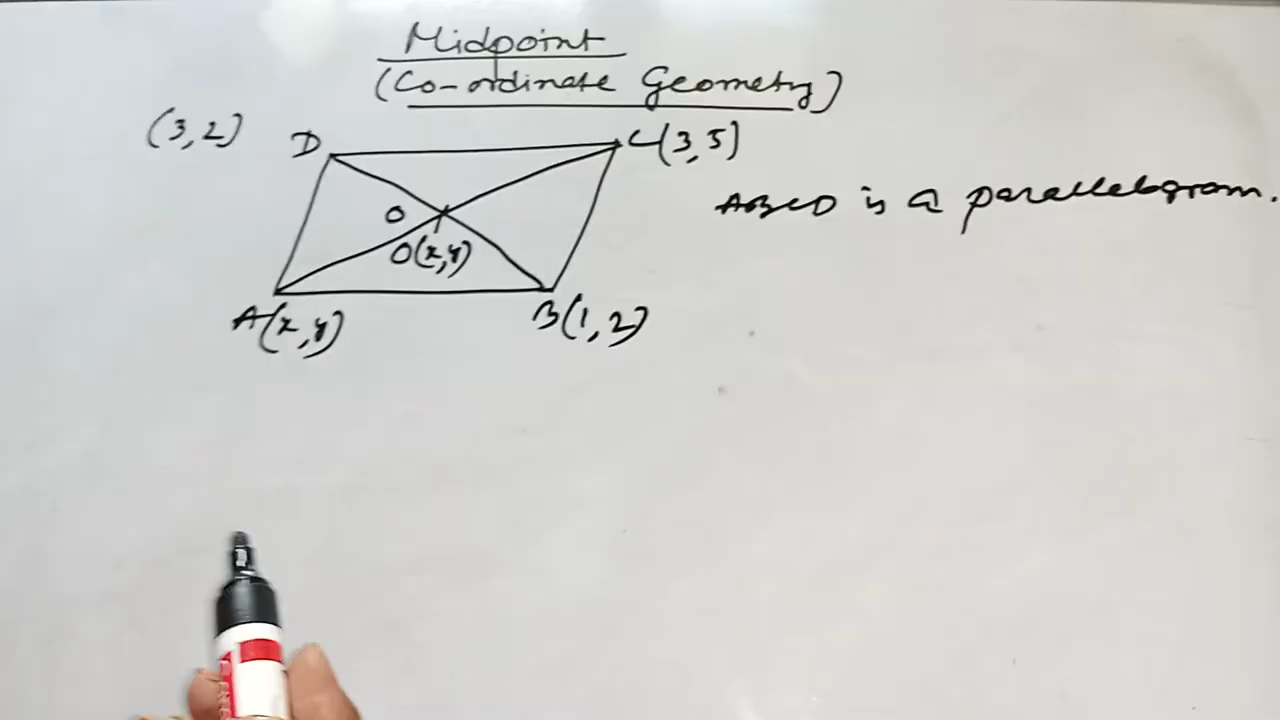 Midpoint
(Co-ordinate Geometry)
(3,2) D C(3,5)
ABCD is a parallelogram.
O
O(x,y)
A(x,y) B(1,2)